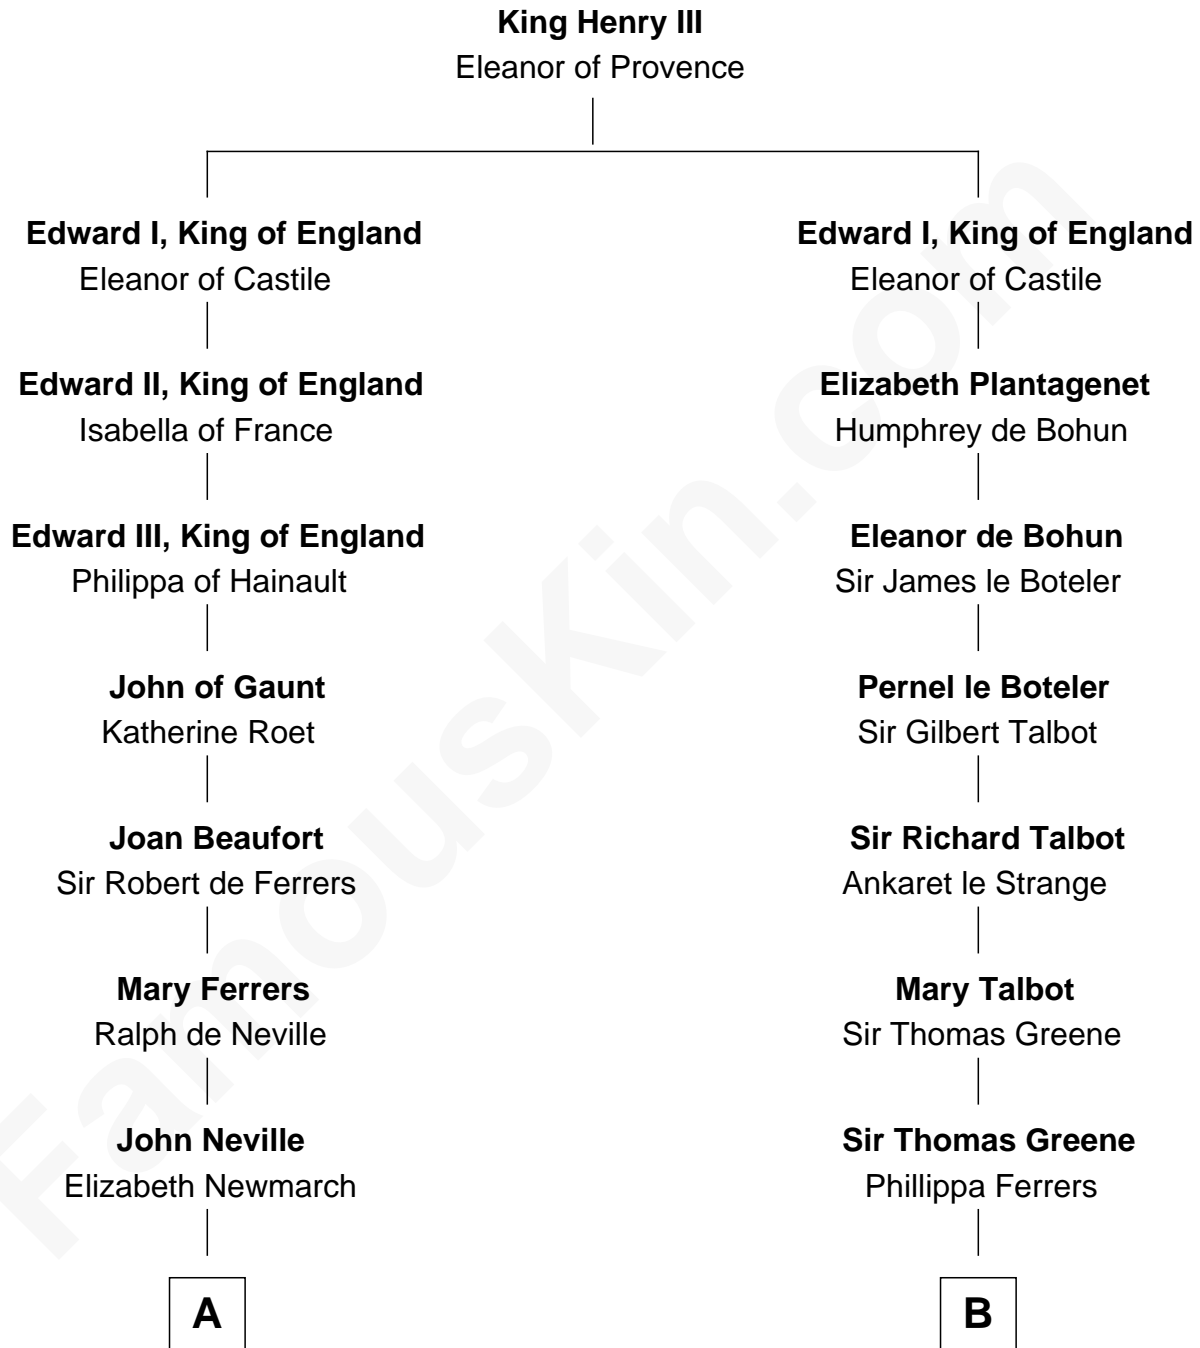 King Henry III
Eleanor of Provence
Edward I, King of England
Eleanor of Castile
Edward II, King of England
Isabella of France
Edward III, King of England
Philippa of Hainault
John of Gaunt
Katherine Roet
Joan Beaufort
Sir Robert de Ferrers
Mary Ferrers
Ralph de Neville
John Neville
Elizabeth Newmarch
A
Edward I, King of England
Eleanor of Castile
Elizabeth Plantagenet
Humphrey de Bohun
Eleanor de Bohun
Sir James le Boteler
Pernel le Boteler
Sir Gilbert Talbot
Sir Richard Talbot
Ankaret le Strange
Mary Talbot
Sir Thomas Greene
Sir Thomas Greene
Phillippa Ferrers
B
FamousKin.com